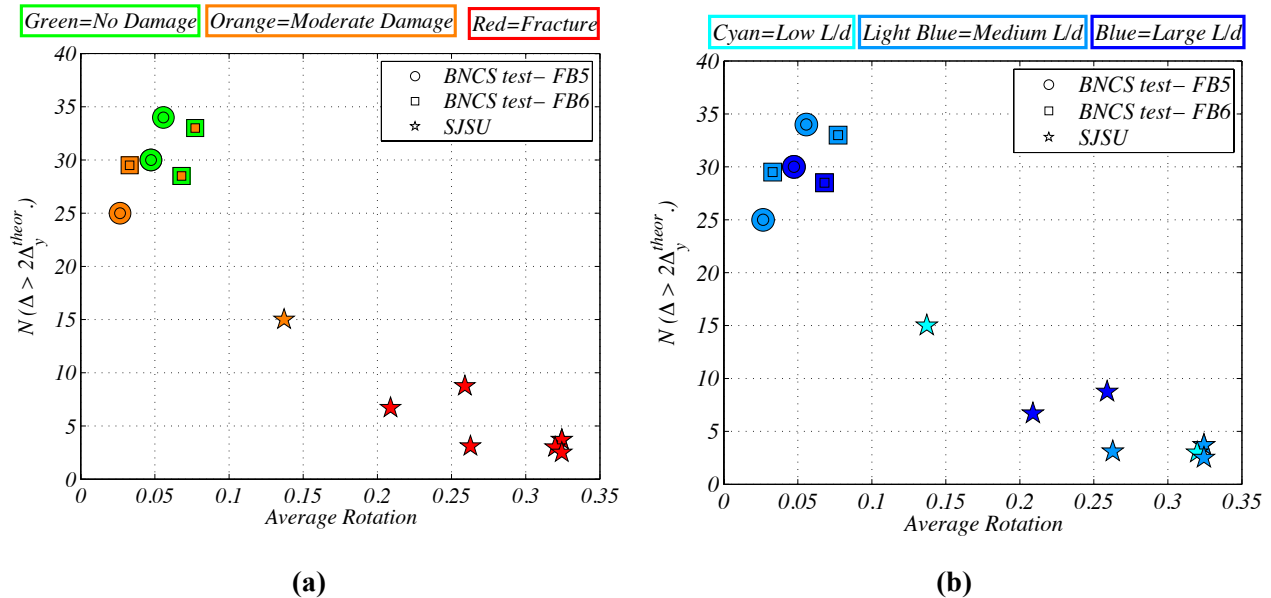 Green=No Damage Orange=Moderate Damage Red=Fracture
BNCS test− FB5
BNCS test− FB6
SJSU
40
35
30
25
20
15
10
5
0
N (Δ > 2Δ_y^theor.)
0 0.05 0.1 0.15 0.2 0.25 0.3 0.35
Average Rotation
(a)
Cyan=Low L/d Light Blue=Medium L/d Blue=Large L/d
BNCS test− FB5
BNCS test− FB6
SJSU
40
35
30
25
20
15
10
5
0
N (Δ > 2Δ_y^theor.)
0 0.05 0.1 0.15 0.2 0.25 0.3 0.35
Average Rotation
(b)